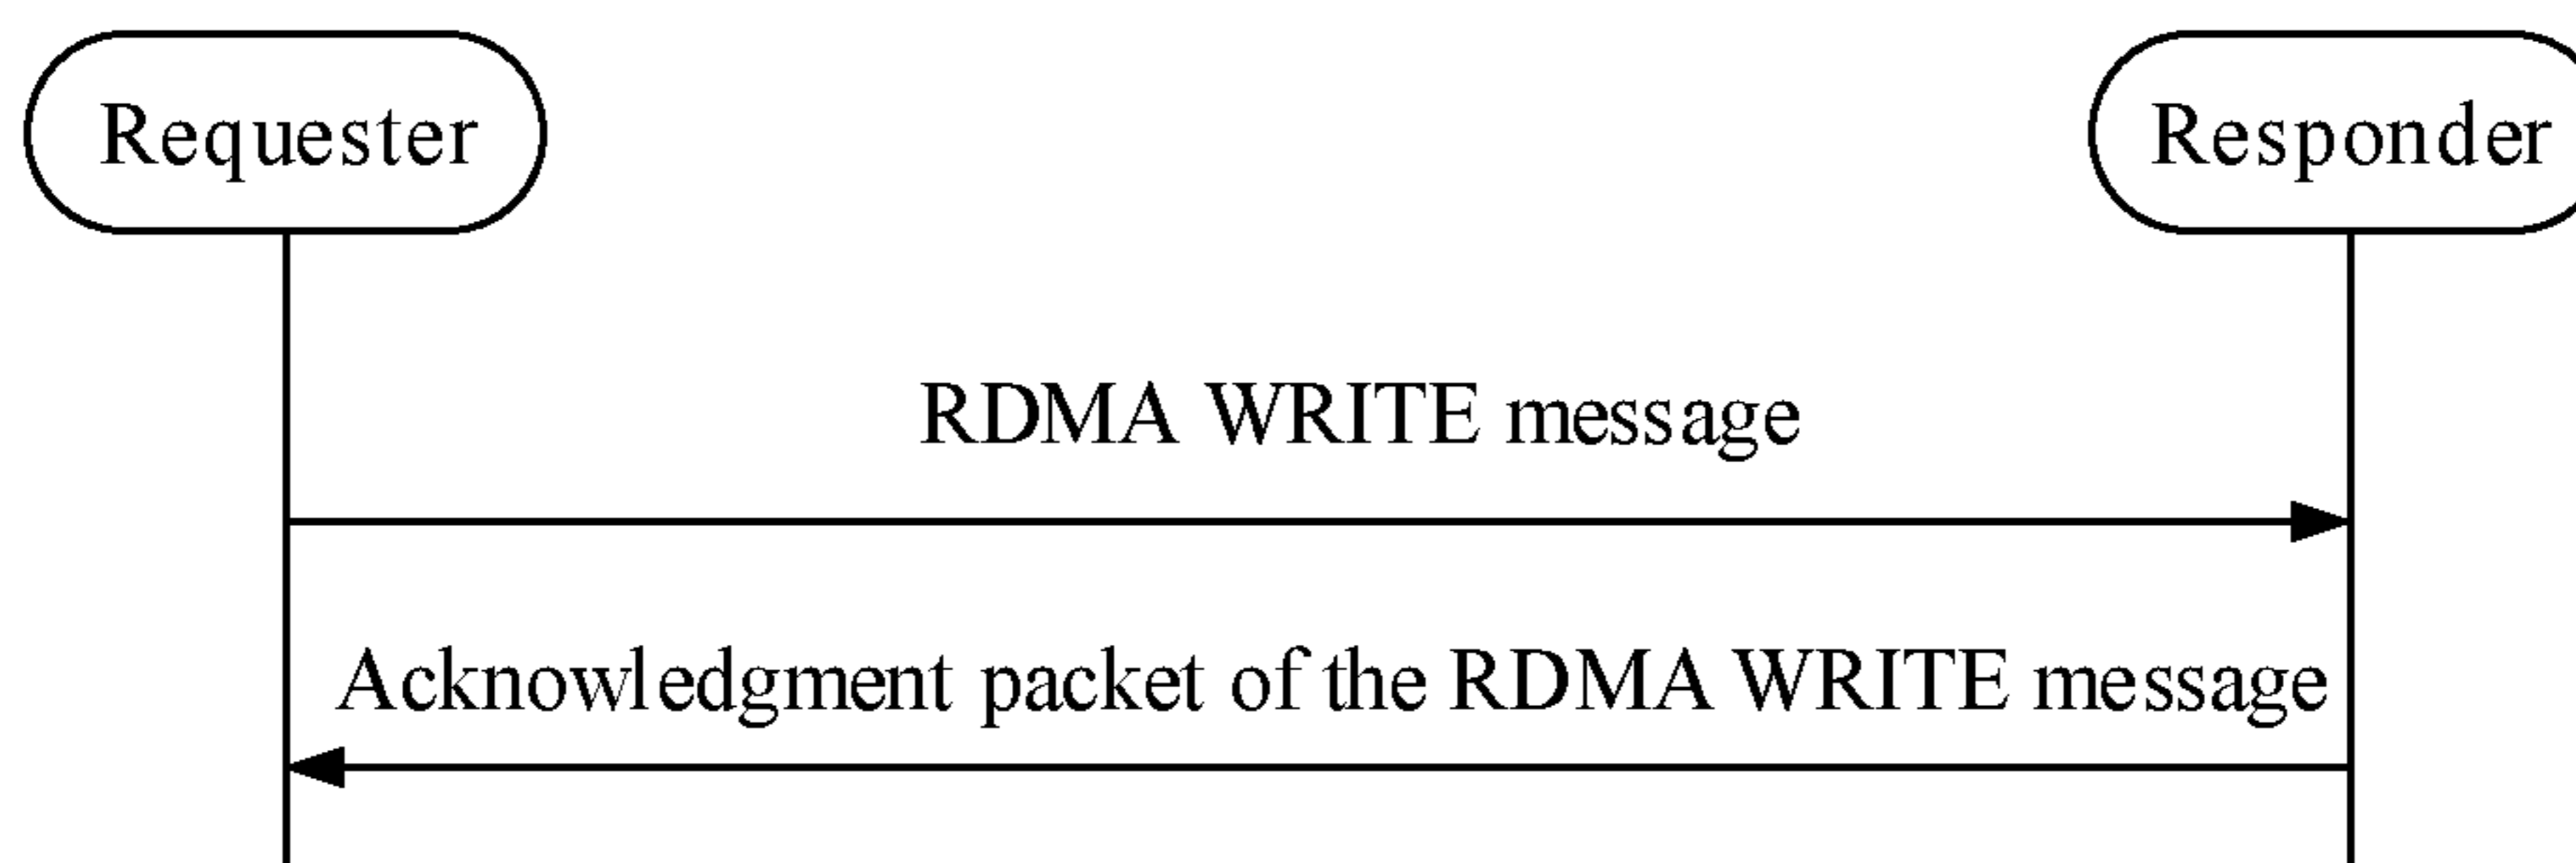 Requester
Responder
RDMA WRITE message
Acknowledgment packet of the RDMA WRITE message